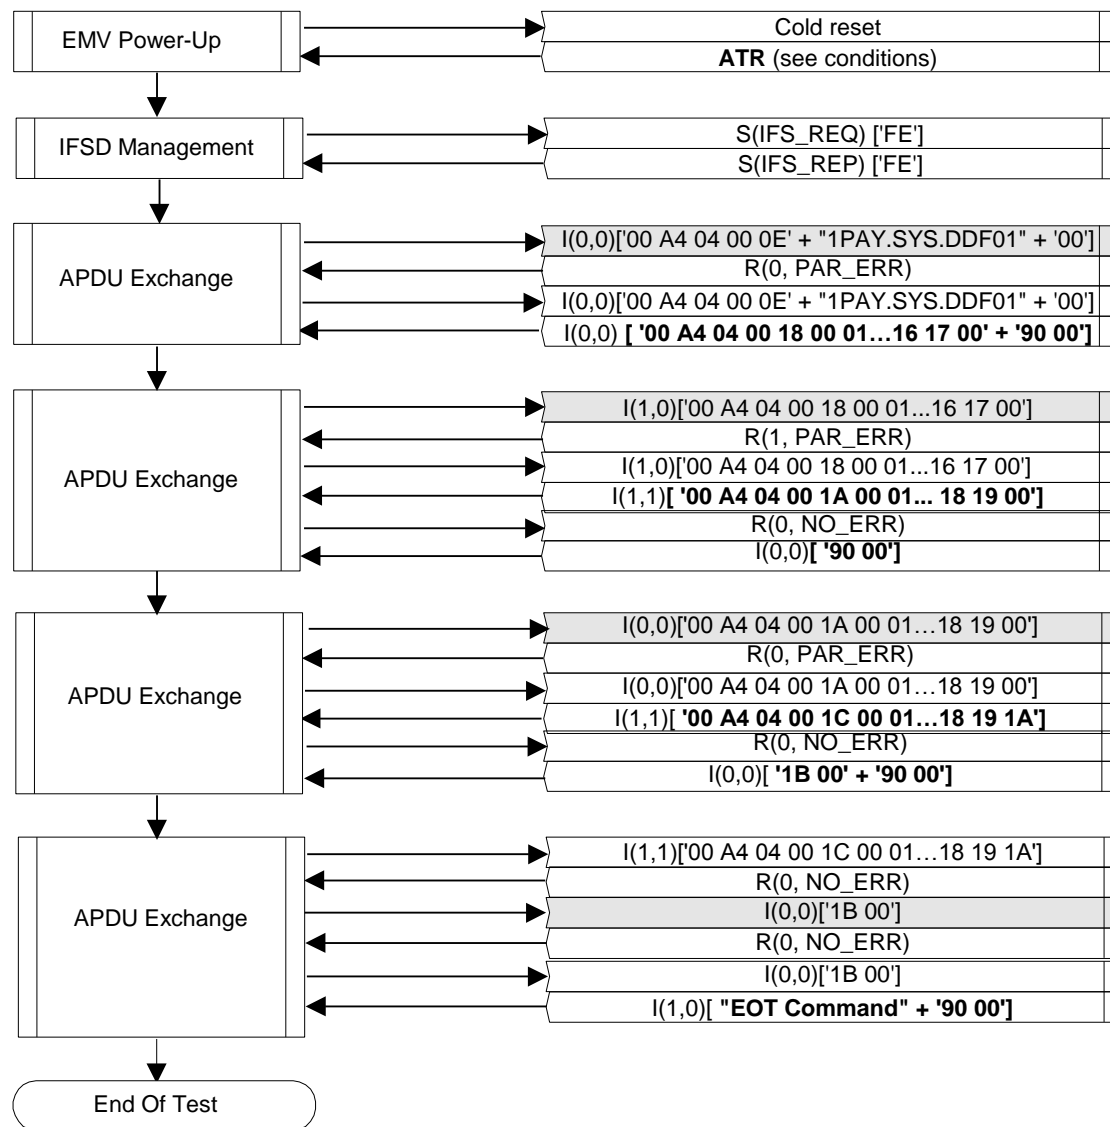 EMV Power-Up
Cold reset
ATR (see conditions)
IFSD Management
S(IFS_REQ) ['FE']
S(IFS_REP) ['FE']
APDU Exchange
I(0,0)['00 A4 04 00 0E' + "1PAY.SYS.DDF01" + '00']
R(0, PAR_ERR)
I(0,0)['00 A4 04 00 0E' + "1PAY.SYS.DDF01" + '00']
I(0,0) [ '00 A4 04 00 18 00 01…16 17 00' + '90 00']
APDU Exchange
I(1,0)['00 A4 04 00 18 00 01...16 17 00']
R(1, PAR_ERR)
I(1,0)['00 A4 04 00 18 00 01...16 17 00']
I(1,1)[ '00 A4 04 00 1A 00 01... 18 19 00']
R(0, NO_ERR)
I(0,0)[ '90 00']
APDU Exchange
I(0,0)['00 A4 04 00 1A 00 01…18 19 00']
R(0, PAR_ERR)
I(0,0)['00 A4 04 00 1A 00 01…18 19 00']
I(1,1)[ '00 A4 04 00 1C 00 01…18 19 1A']
R(0, NO_ERR)
I(0,0)[ '1B 00' + '90 00']
APDU Exchange
I(1,1)['00 A4 04 00 1C 00 01…18 19 1A']
R(0, NO_ERR)
I(0,0)['1B 00']
R(0, NO_ERR)
I(0,0)['1B 00']
I(1,0)[ "EOT Command" + '90 00']
End Of Test